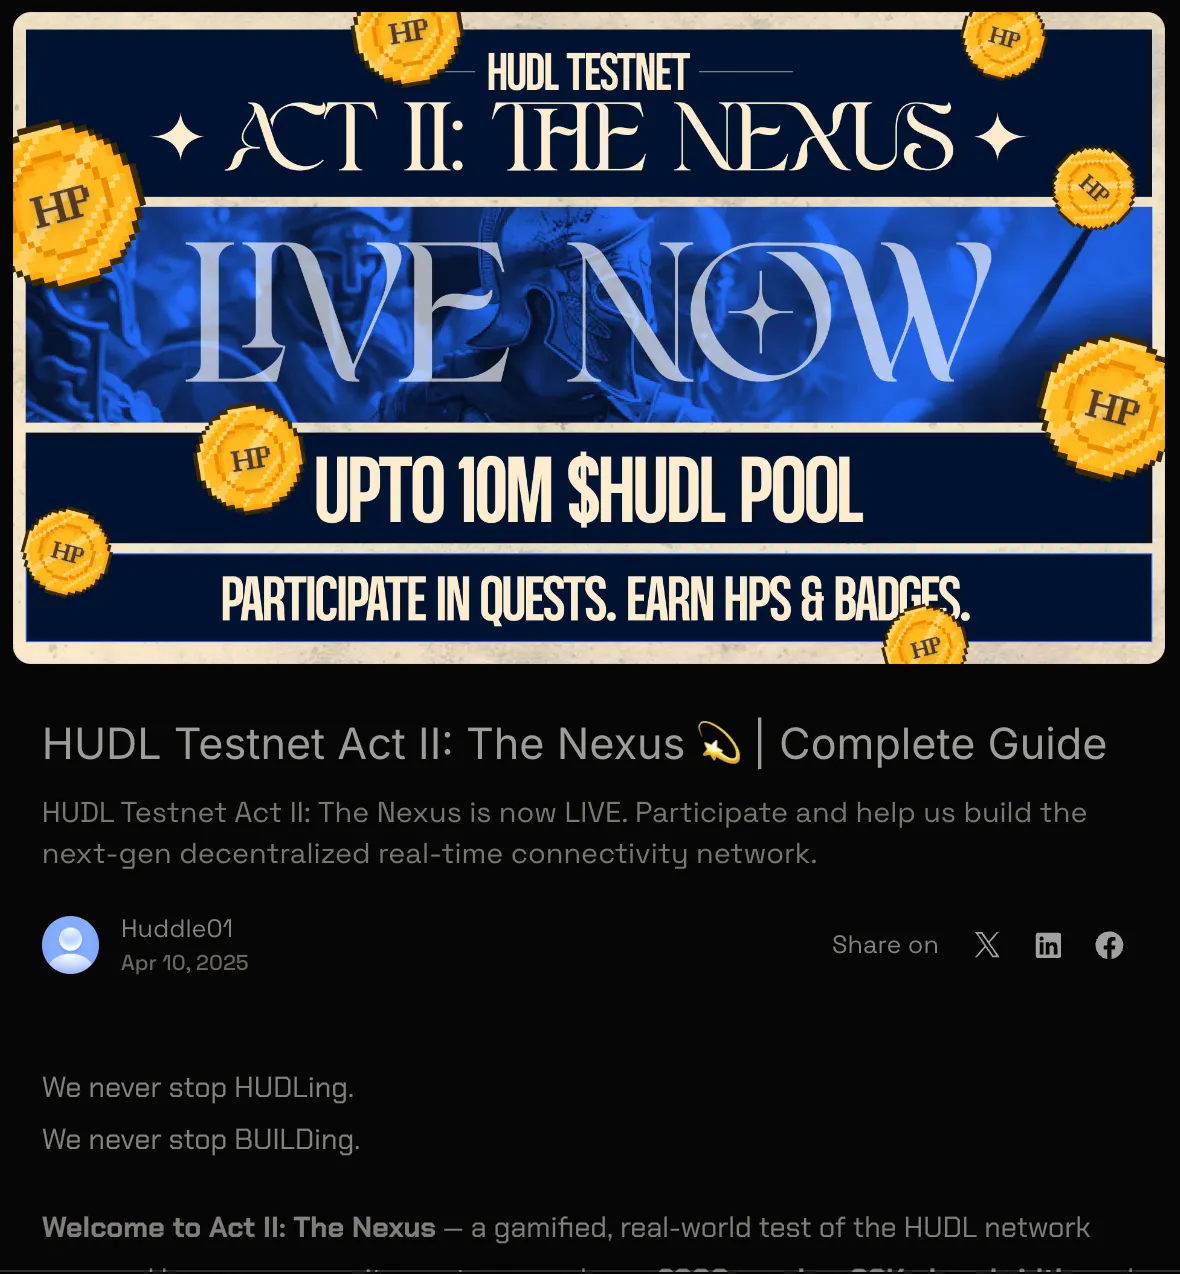 HP
HP
HUDL TESTNET
ACT II: THE NEXUS
HP
HP
LIVE NOW
HP
HP
UPTO 10M $HUDL POOL
HP
PARTICIPATE IN QUESTS. EARN HPS & BADGES.
HP
HUDL Testnet Act II: The Nexus 💫 | Complete Guide
HUDL Testnet Act II: The Nexus is now LIVE. Participate and help us build the
next-gen decentralized real-time connectivity network.
Huddle01
Apr 10, 2025
Share on
We never stop HUDLing.
We never stop BUILDing.
Welcome to Act II: The Nexus — a gamified, real-world test of the HUDL network